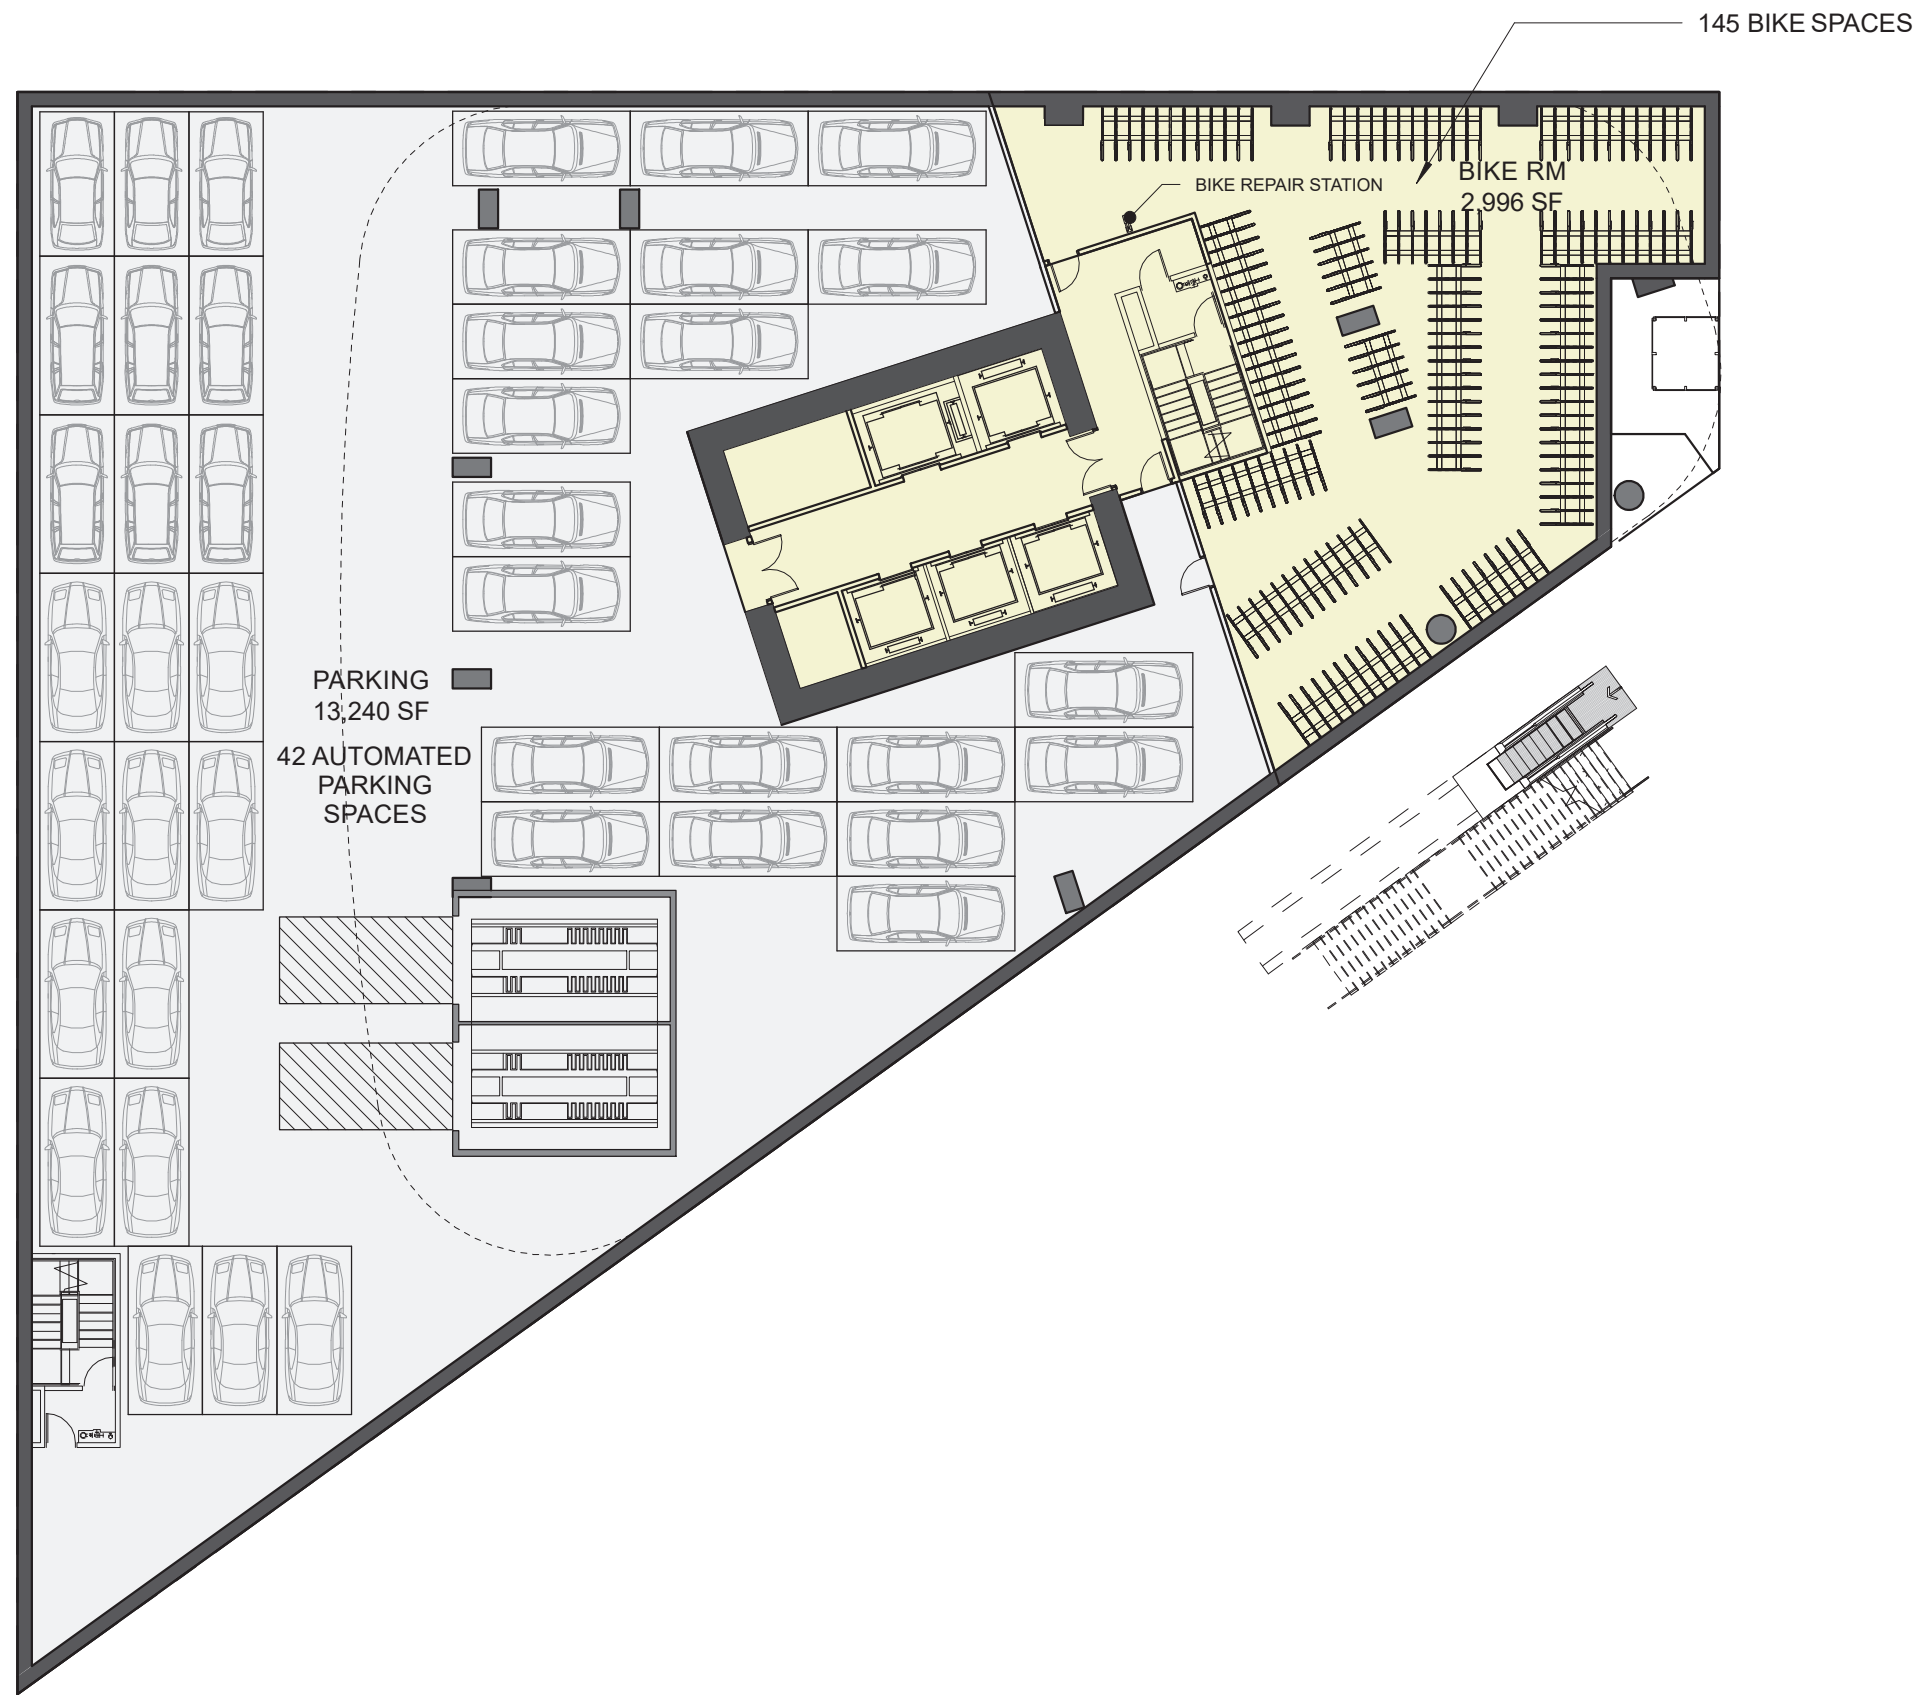 145 BIKE SPACES
BIKE RM
2,996 SF
BIKE REPAIR STATION
PARKING
13,240 SF
42 AUTOMATED
PARKING
SPACES